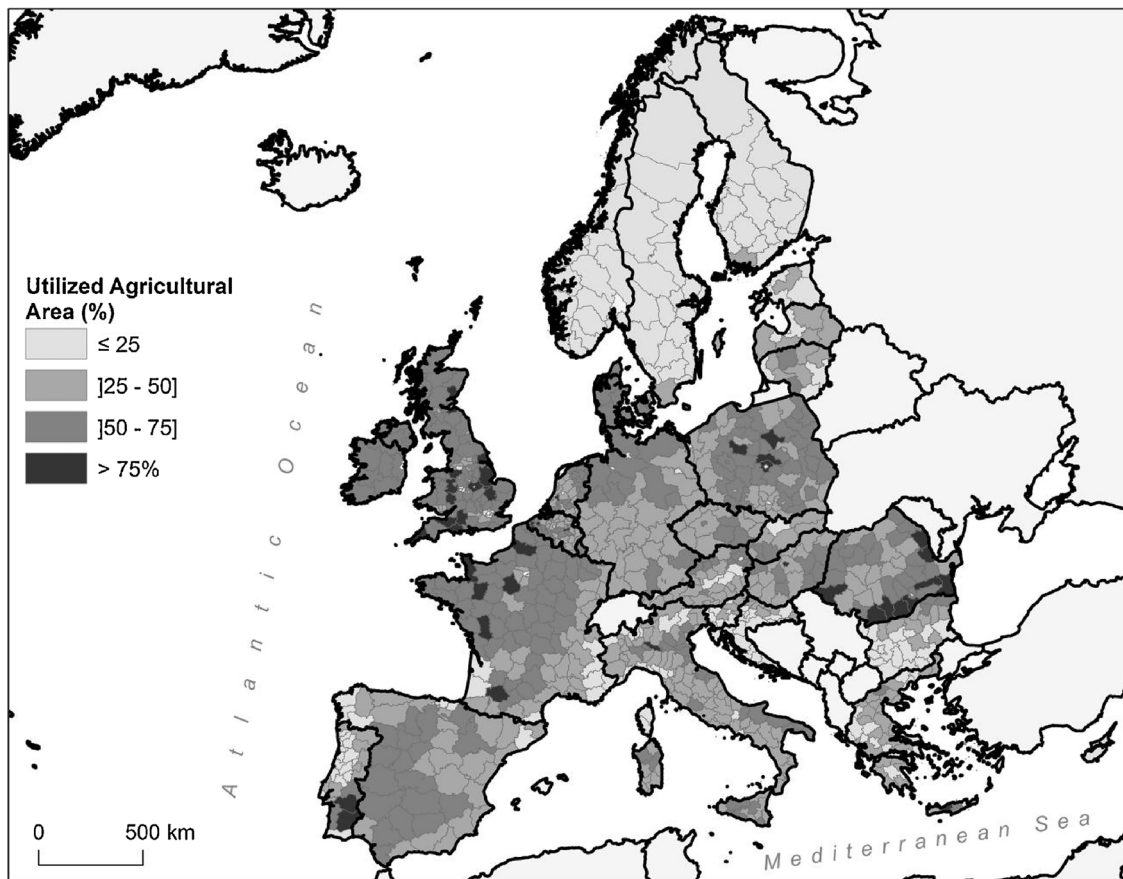 Utilized Agricultural
Area (%)
≤ 25
]25 - 50]
]50 - 75]
> 75%
Atlantic Ocean
0 500 km
Mediterranean Sea